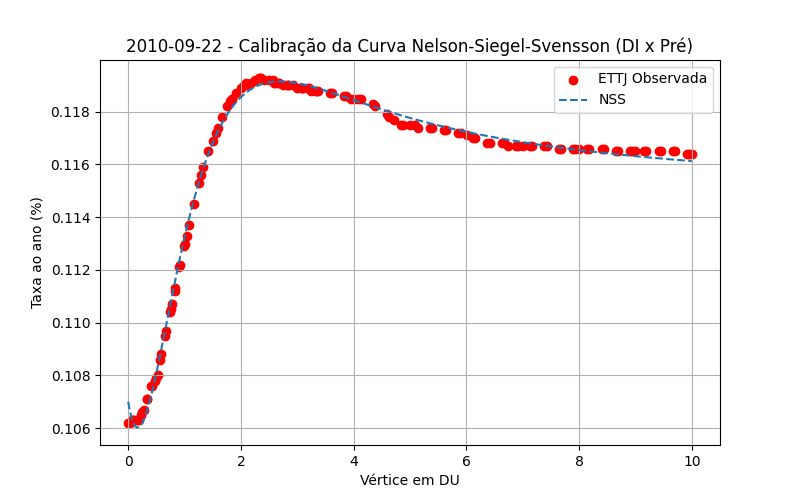 2010-09-22 - Calibração da Curva Nelson-Siegel-Svensson (DI x Pré)
ETTJ Observada
NSS
Taxa ao ano (%)
0.118
0.116
0.114
0.112
0.110
0.108
0.106
0
2
4
6
8
10
Vértice em DU